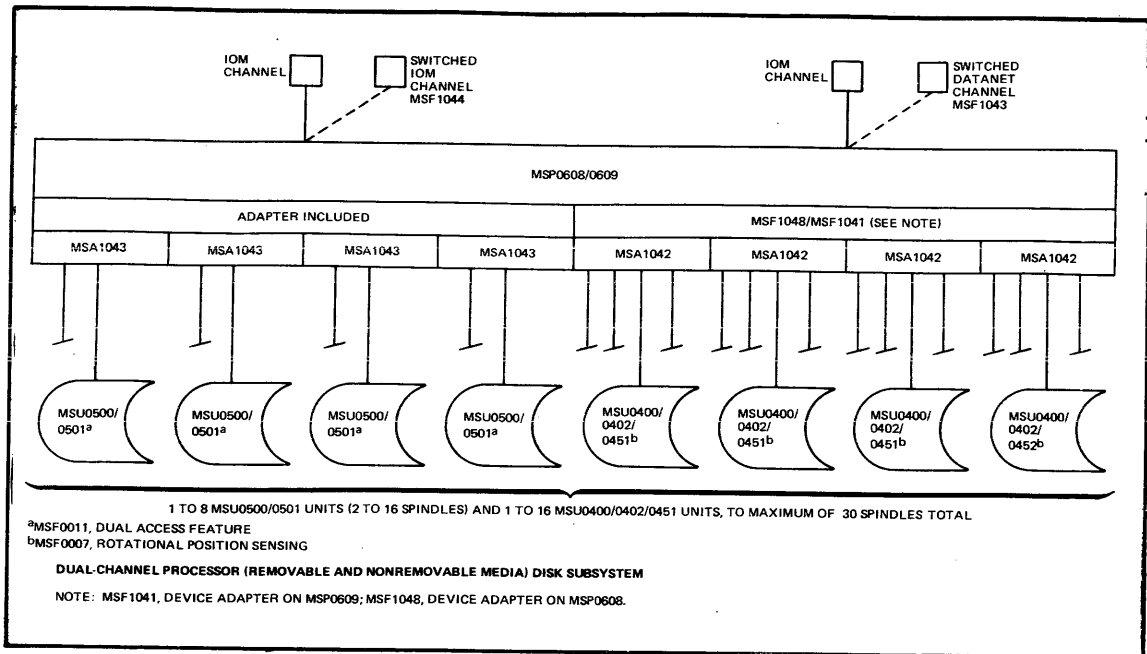 IOM
CHANNEL
SWITCHED
IOM
CHANNEL
MSF1044
IOM
CHANNEL
SWITCHED
DATANET
CHANNEL
MSF1043
MSP0608/0609
ADAPTER INCLUDED
MSF1048/MSF1041 (SEE NOTE)
MSA1043
MSA1043
MSA1043
MSA1043
MSA1042
MSA1042
MSA1042
MSA1042
MSU0500/
0501a
MSU0500/
0501a
MSU0500/
0501a
MSU0500/
0501a
MSU0400/
0402/
0451b
MSU0400/
0402/
0451b
MSU0400/
0402/
0451b
MSU0400/
0402/
0452b
1 TO 8 MSU0500/0501 UNITS (2 TO 16 SPINDLES) AND 1 TO 16 MSU0400/0402/0451 UNITS, TO MAXIMUM OF 30 SPINDLES TOTAL
aMSF0011, DUAL ACCESS FEATURE
bMSF0007, ROTATIONAL POSITION SENSING
DUAL-CHANNEL PROCESSOR (REMOVABLE AND NONREMOVABLE MEDIA) DISK SUBSYSTEM
NOTE: MSF1041, DEVICE ADAPTER ON MSP0609; MSF1048, DEVICE ADAPTER ON MSP0608.